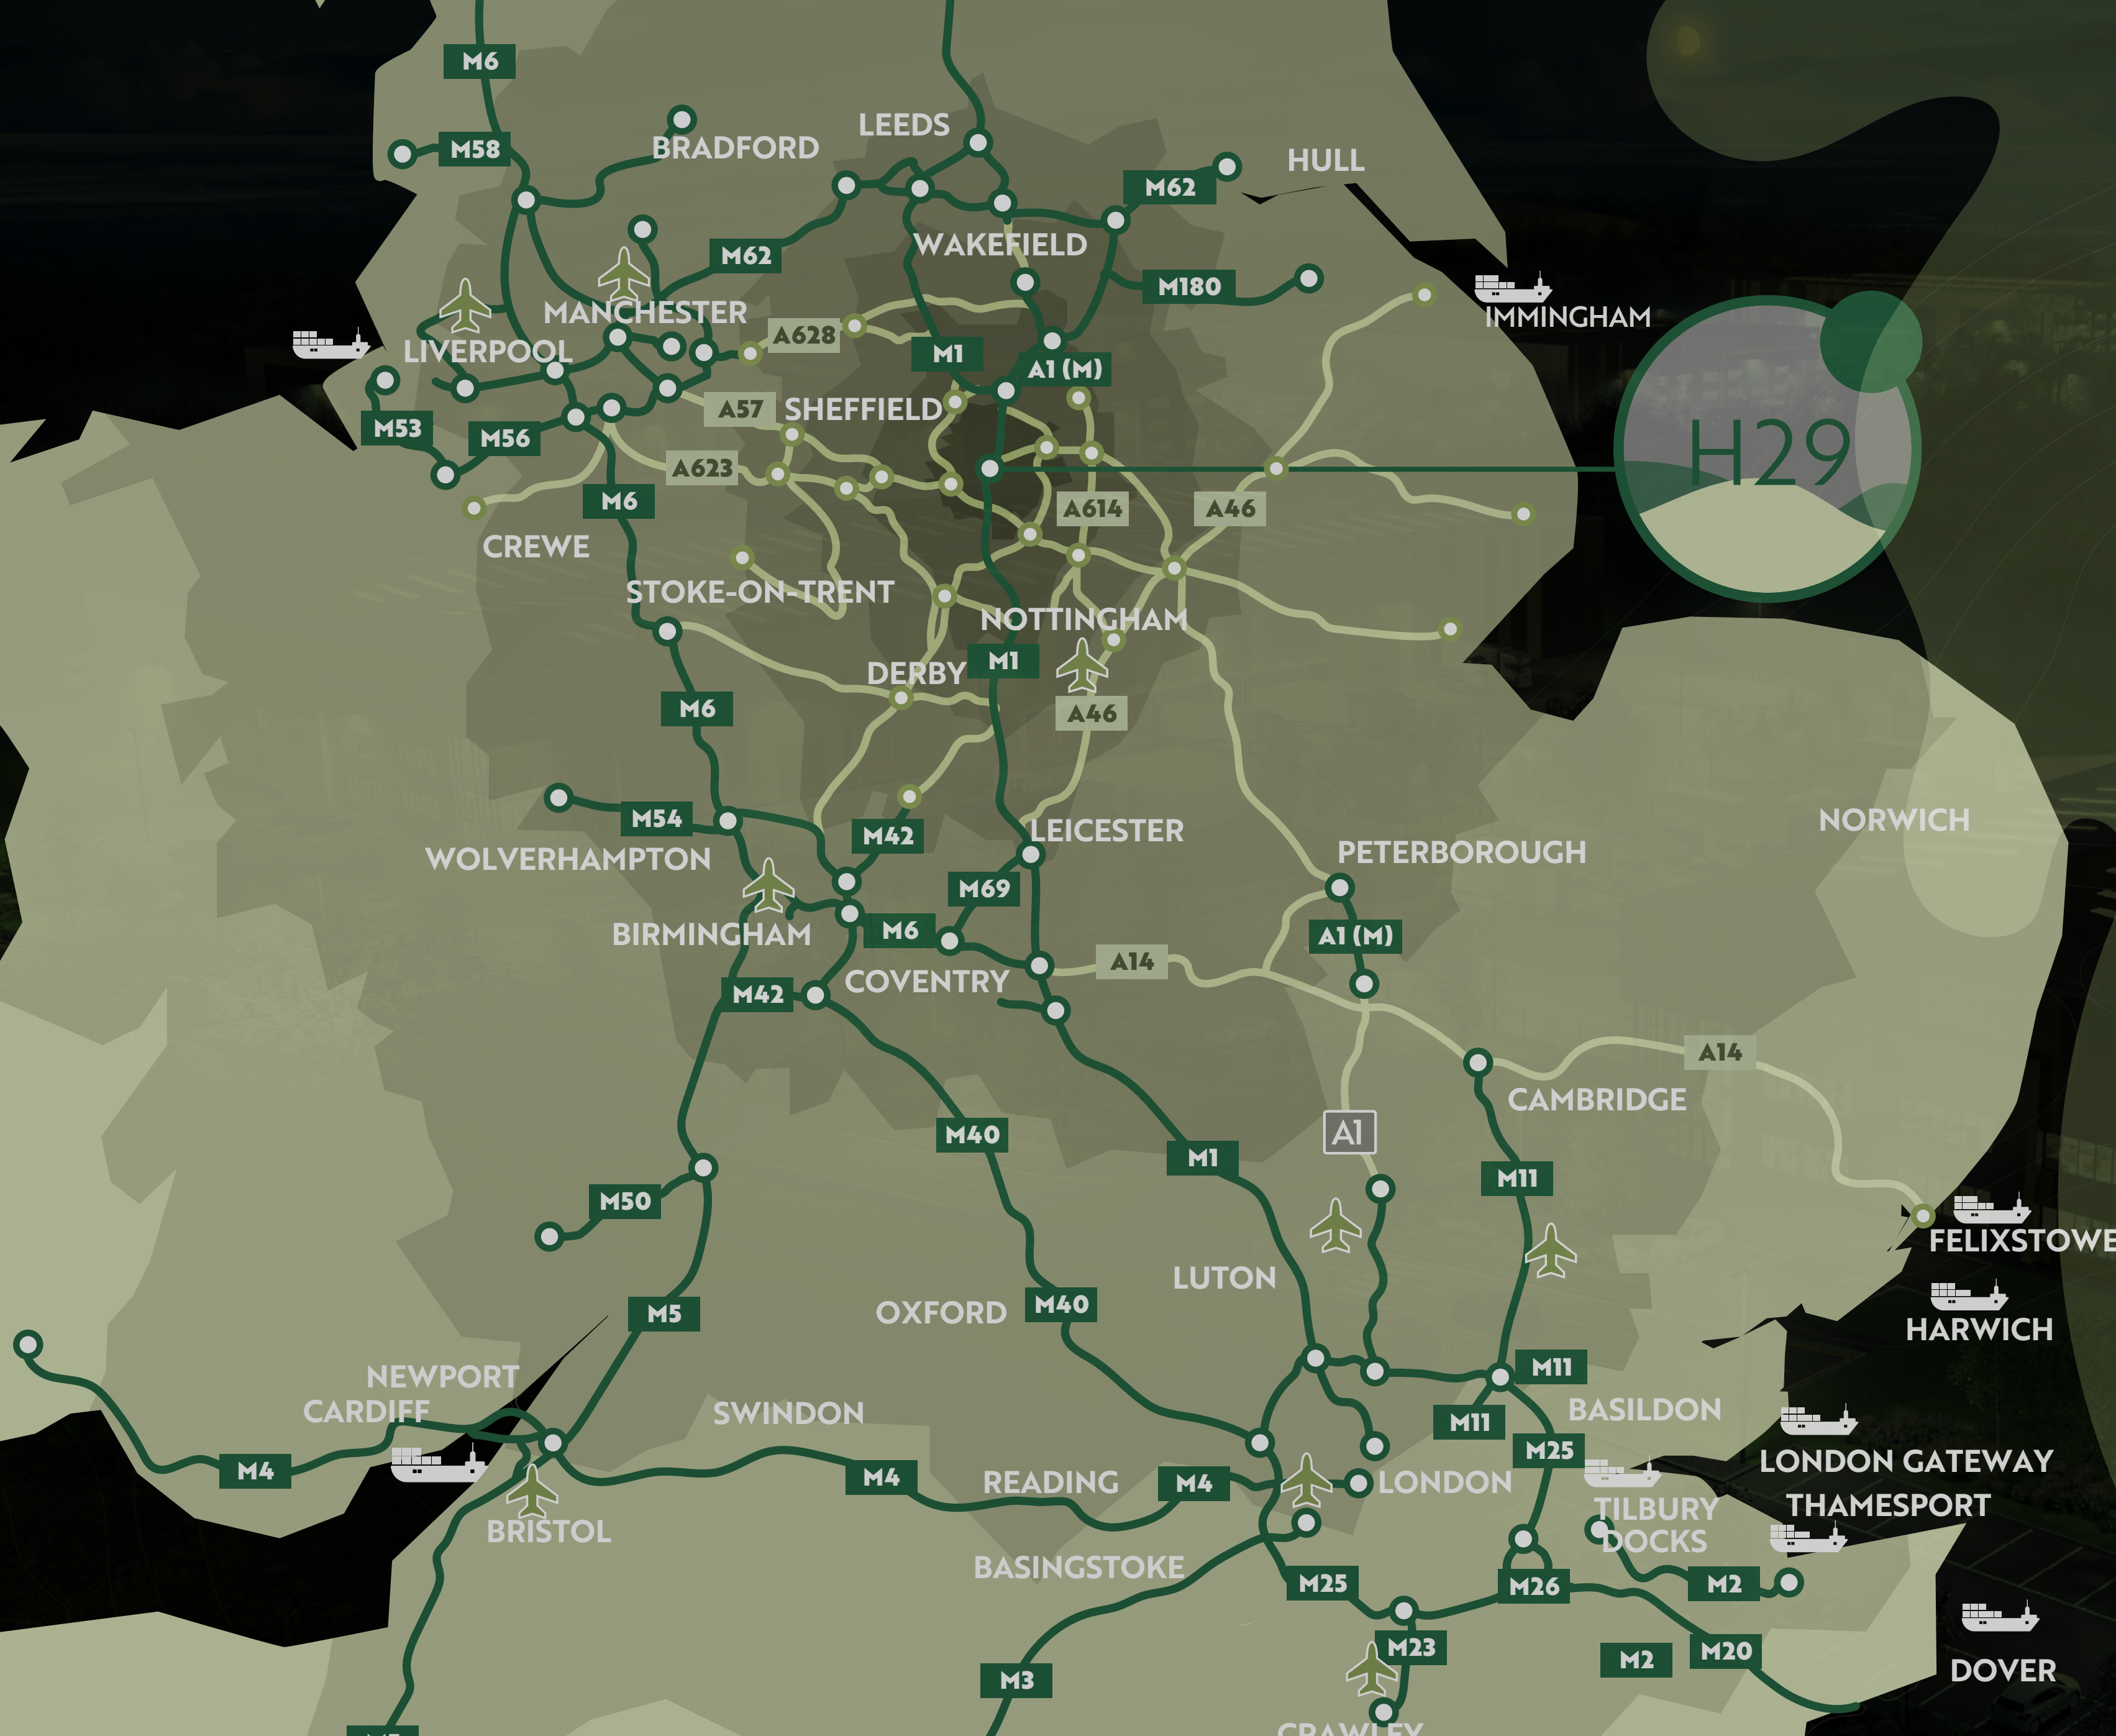 M6
LEEDS
BRADFORD
M58
HULL
M62
WAKEFIELD
M62
M180
MANCHESTER
IMMINGHAM
A628
LIVERPOOL
M1
A1 (M)
A57
SHEFFIELD
M53
M56
H29
A623
M6
A614
A46
CREWE
STOKE-ON-TRENT
NOTTINGHAM
M1
DERBY
M6
A46
M54
NORWICH
M42
LEICESTER
WOLVERHAMPTON
PETERBOROUGH
M69
BIRMINGHAM
M6
A1 (M)
A14
COVENTRY
M42
A14
CAMBRIDGE
M40
A1
M1
M11
M50
FELIXSTOWE
LUTON
OXFORD
M40
M5
HARWICH
NEWPORT
M11
CARDIFF
SWINDON
BASILDON
M11
M25
LONDON GATEWAY
M4
M4
READING
M4
LONDON
THAMESPORT
TILBURY
DOCKS
BRISTOL
BASINGSTOKE
M25
M26
M2
M23
M2
M20
DOVER
M3
CRAWLEY